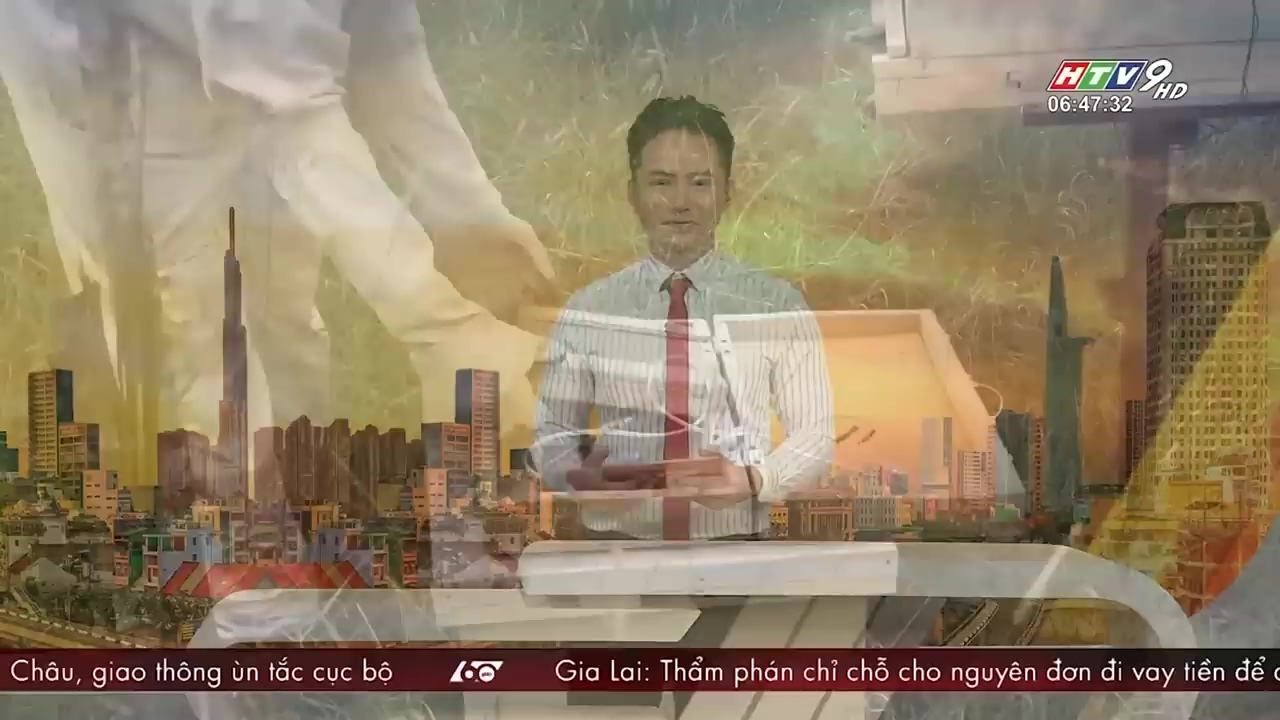 HTV9 HD
06:47:32
Châu, giao thông ùn tắc cục bộ
60 Gia Lai: Thẩm phán chỉ chỗ cho nguyên đơn đi vay tiền để